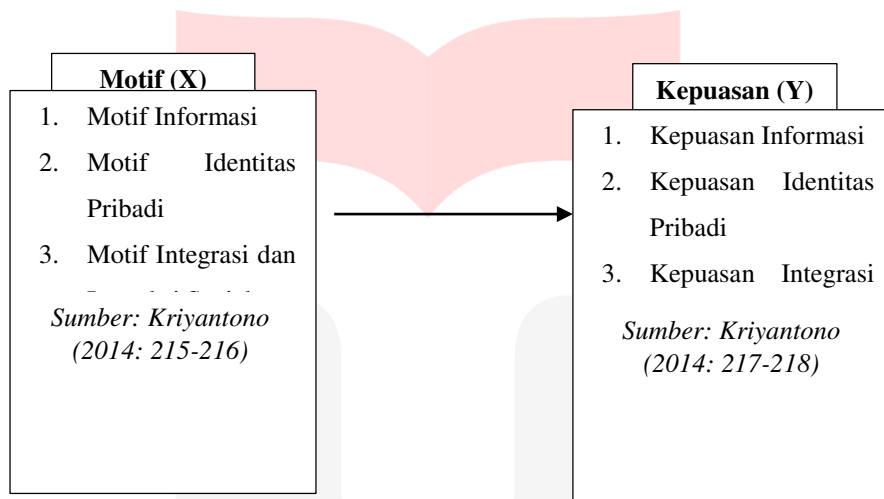 Motif (X)
1. Motif Informasi
2. Motif Identitas
Pribadi
3. Motif Integrasi dan
Sumber: Kriyantono
(2014: 215-216)
Kepuasan (Y)
1. Kepuasan Informasi
2. Kepuasan Identitas
Pribadi
3. Kepuasan Integrasi
Sumber: Kriyantono
(2014: 217-218)